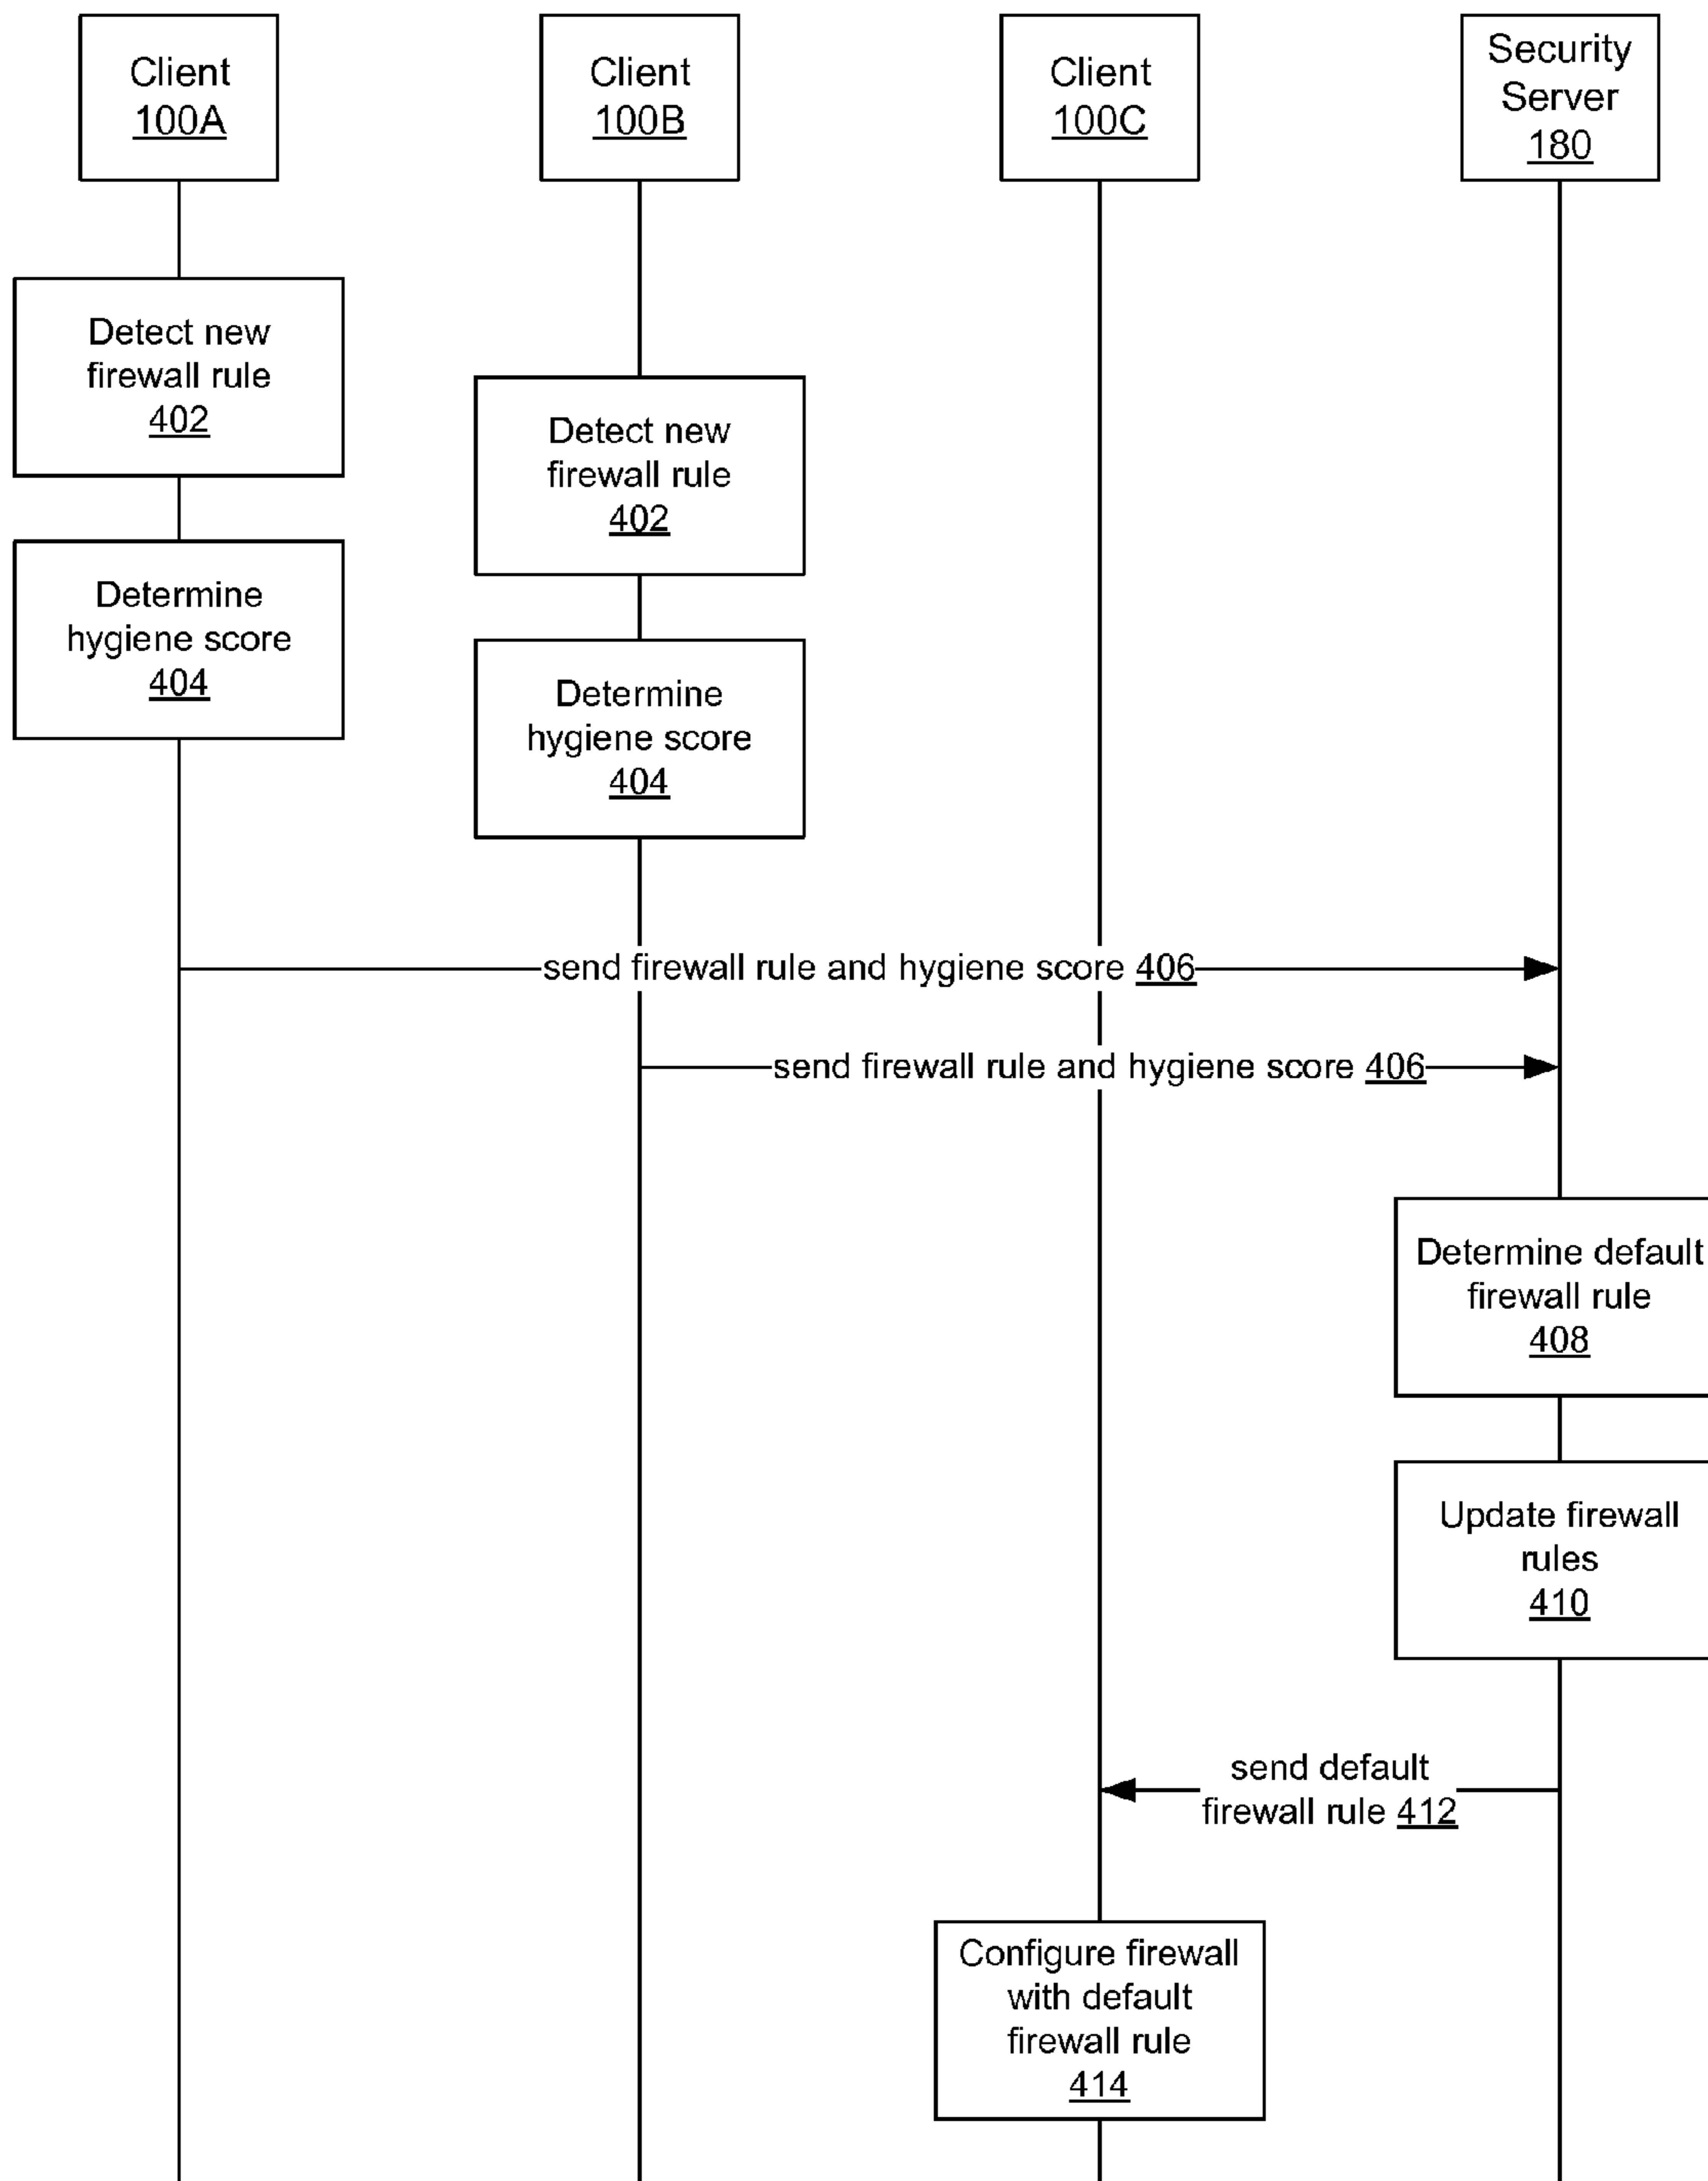 Client
100A
Client
100B
Client
100C
Security
Server
180
Detect new
firewall rule
402
Detect new
firewall rule
402
Determine
hygiene score
404
Determine
hygiene score
404
send firewall rule and hygiene score 406
send firewall rule and hygiene score 406
Determine default
firewall rule
408
Update firewall
rules
410
send default
firewall rule 412
Configure firewall
with default
firewall rule
414